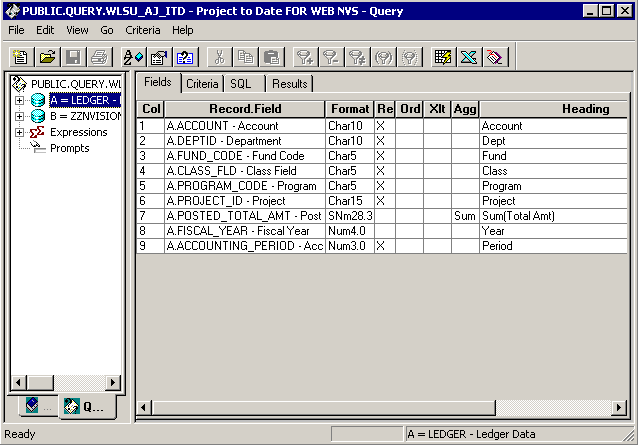 PUBLIC.QUERY.WLSU_AJ_ITD - Project to Date FOR WEB NVS - Query
File Edit View Go Criteria Help
PUBLIC.QUERY.WL
A = LEDGER -
B = ZZNVISION
Expressions
Prompts
Fields Criteria SQL Results
Col Record.Field Format Re Ord Xlt Agg Heading
1 A.ACCOUNT - Account Char10 X Account
2 A.DEPTID - Department Char10 X Dept
3 A.FUND_CODE - Fund Code Char5 X Fund
4 A.CLASS_FLD - Class Field Char5 X Class
5 A.PROGRAM_CODE - Program Char5 X Program
6 A.PROJECT_ID - Project Char15 X Project
7 A.POSTED_TOTAL_AMT - Post SNm28.3 Sum Sum(Total Amt)
8 A.FISCAL_YEAR - Fiscal Year Num4.0 Year
9 A.ACCOUNTING_PERIOD - Acc Num3.0 X Period
... Q...
Ready A = LEDGER - Ledger Data